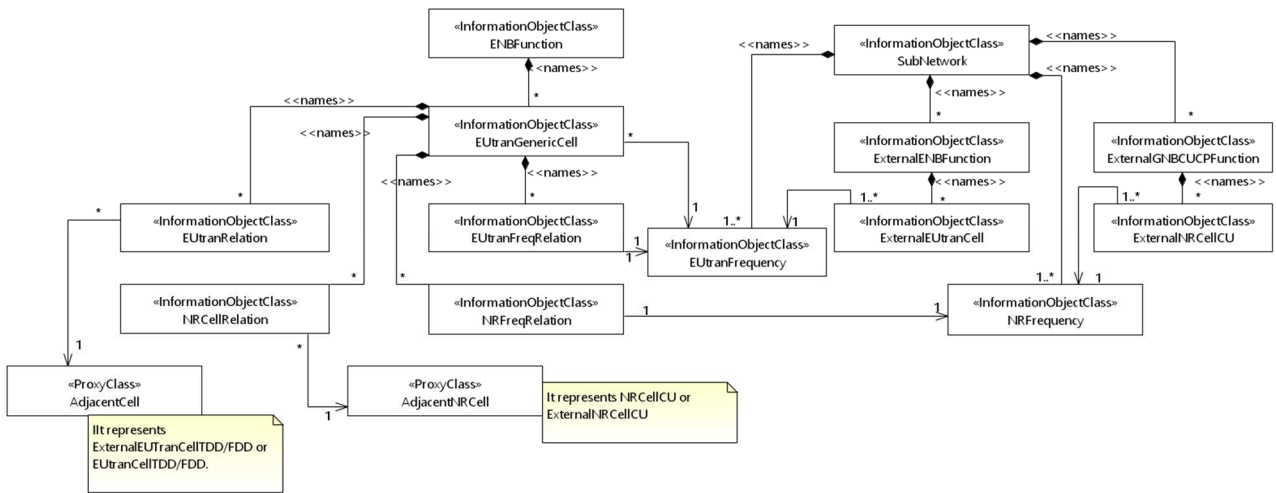 «InformationObjectClass»
ENBFunction
<<names>>
*
«InformationObjectClass»
SubNetwork
<<names>>
<<names>>
<<names>>
<<names>>
1..*
*
1..*
*
<<names>>
<<names>>
<<names>>
«InformationObjectClass»
EUtranGenericCell
*
1
<<names>>
*
*
*
*
«InformationObjectClass»
ExternalENBFunction
<<names>>
*
«InformationObjectClass»
ExternalGNBCUCPFunction
<<names>>
*
«InformationObjectClass»
EUtranRelation
*
1
«InformationObjectClass»
EUtranFreqRelation
1
1
«InformationObjectClass»
EUtranFrequency
1..*
1
«InformationObjectClass»
ExternalEUtranCell
1..*
1
«InformationObjectClass»
ExternalNRCellCU
«InformationObjectClass»
NRCellRelation
*
1
«InformationObjectClass»
NRFreqRelation
1
1
«InformationObjectClass»
NRFrequency
«ProxyClass»
AdjacentCell
IIt represents
ExternalEUTranCellTDD/FDD or
EUtranCellTDD/FDD.
«ProxyClass»
AdjacentNRCell
It represents NRCellCU or
ExternalNRCellCU